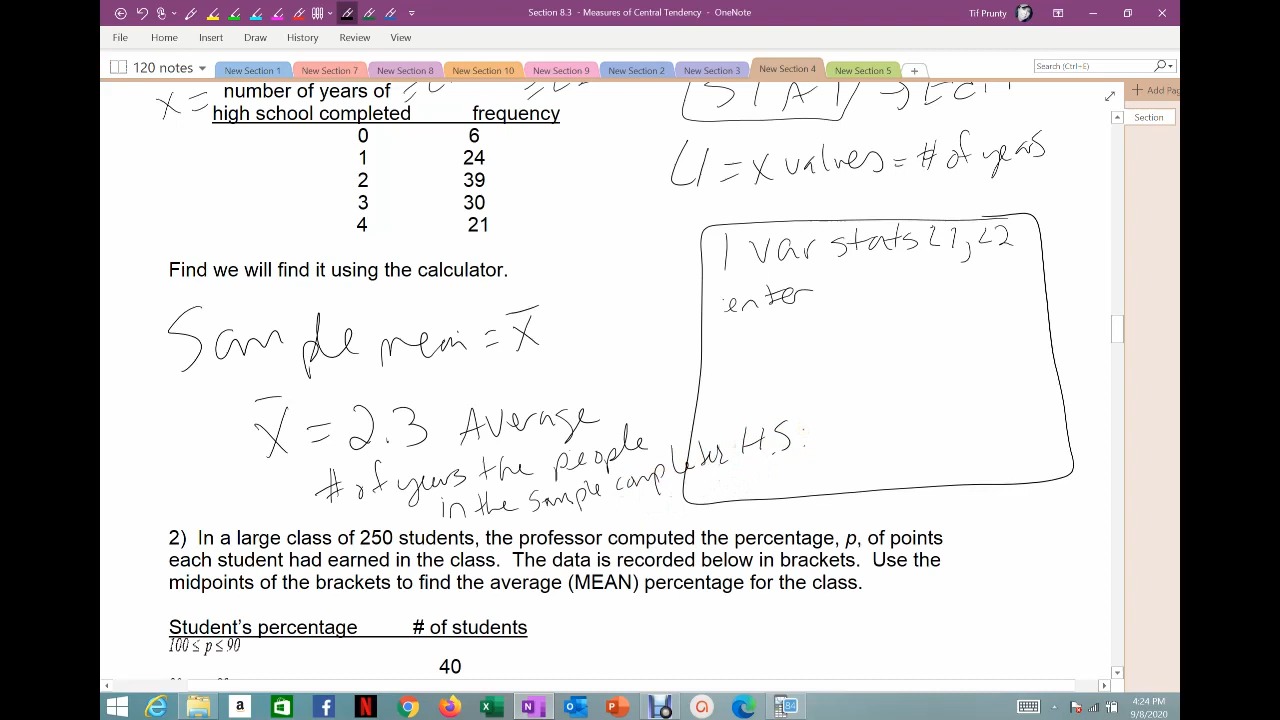 Section 8.3 - Measures of Central Tendency - OneNote
Tif Prunty
File Home Insert Draw History Review View
120 notes
New Section 1 New Section 7 New Section 8 New Section 10 New Section 9 New Section 2 New Section 3 New Section 4 New Section 5
Search (Ctrl+E)
Add Pag
Section
x =
number of years of
high school completed frequency
0 6
1 24
2 39
3 30
4 21
L1 = x values = # of years
1 var stats L1, L2
enter
Find we will find it using the calculator.
Sample mean = x̄
x̄ = 2.3 Average
# of years the people
in the sample completer H.S.
2) In a large class of 250 students, the professor computed the percentage, p, of points
each student had earned in the class. The data is recorded below in brackets. Use the
midpoints of the brackets to find the average (MEAN) percentage for the class.
Student's percentage # of students
100 ≤ p ≤ 90
40
84
4:24 PM
9/8/2020